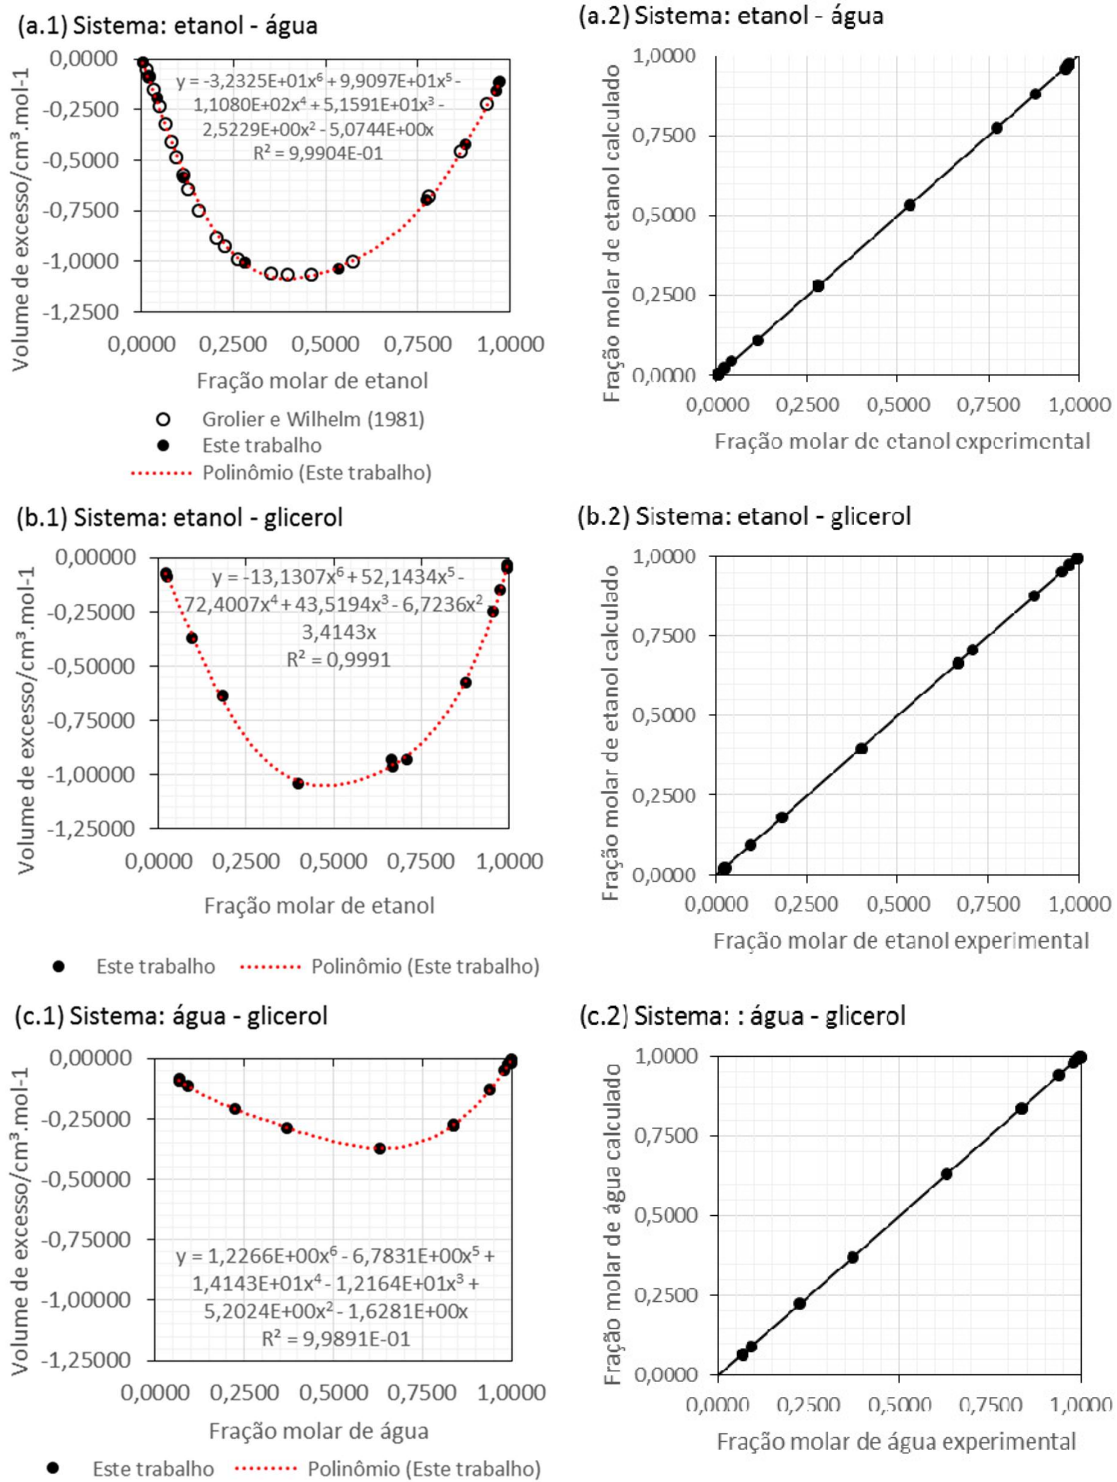 (a.1) Sistema: etanol - água
Volume de excesso/cm³.mol-1
0,0000
-0,2500
-0,5000
-0,7500
-1,0000
-1,2500
y = -3,2325E+01x⁶ + 9,9097E+01x⁵ -
1,1080E+02x⁴ + 5,1591E+01x³ -
2,5229E+00x² - 5,0744E+00x
R² = 9,9904E-01
0,0000 0,2500 0,5000 0,7500 1,0000
Fração molar de etanol
Grolier e Wilhelm (1981)
Este trabalho
Polinômio (Este trabalho)
(a.2) Sistema: etanol - água
Fração molar de etanol calculado
1,0000
0,7500
0,5000
0,2500
0,0000
0,0000 0,2500 0,5000 0,7500 1,0000
Fração molar de etanol experimental
(b.1) Sistema: etanol - glicerol
Volume de excesso/cm³.mol-1
0,00000
-0,25000
-0,50000
-0,75000
-1,00000
-1,25000
y = -13,1307x⁶ + 52,1434x⁵ -
72,4007x⁴ + 43,5194x³ - 6,7236x² -
3,4143x
R² = 0,9991
0,0000 0,2500 0,5000 0,7500 1,0000
Fração molar de etanol
Este trabalho Polinômio (Este trabalho)
(b.2) Sistema: etanol - glicerol
Fração molar de etanol calculado
1,0000
0,7500
0,5000
0,2500
0,0000
0,0000 0,2500 0,5000 0,7500 1,0000
Fração molar de etanol experimental
(c.1) Sistema: água - glicerol
Volume de excesso/cm³.mol-1
0,00000
-0,25000
-0,50000
-0,75000
-1,00000
-1,25000
y = 1,2266E+00x⁶ - 6,7831E+00x⁵ +
1,4143E+01x⁴ - 1,2164E+01x³ +
5,2024E+00x² - 1,6281E+00x
R² = 9,9891E-01
0,0000 0,2500 0,5000 0,7500 1,0000
Fração molar de água
Este trabalho Polinômio (Este trabalho)
(c.2) Sistema: : água - glicerol
Fração molar de água calculado
1,0000
0,7500
0,5000
0,2500
0,0000
0,0000 0,2500 0,5000 0,7500 1,0000
Fração molar de água experimental